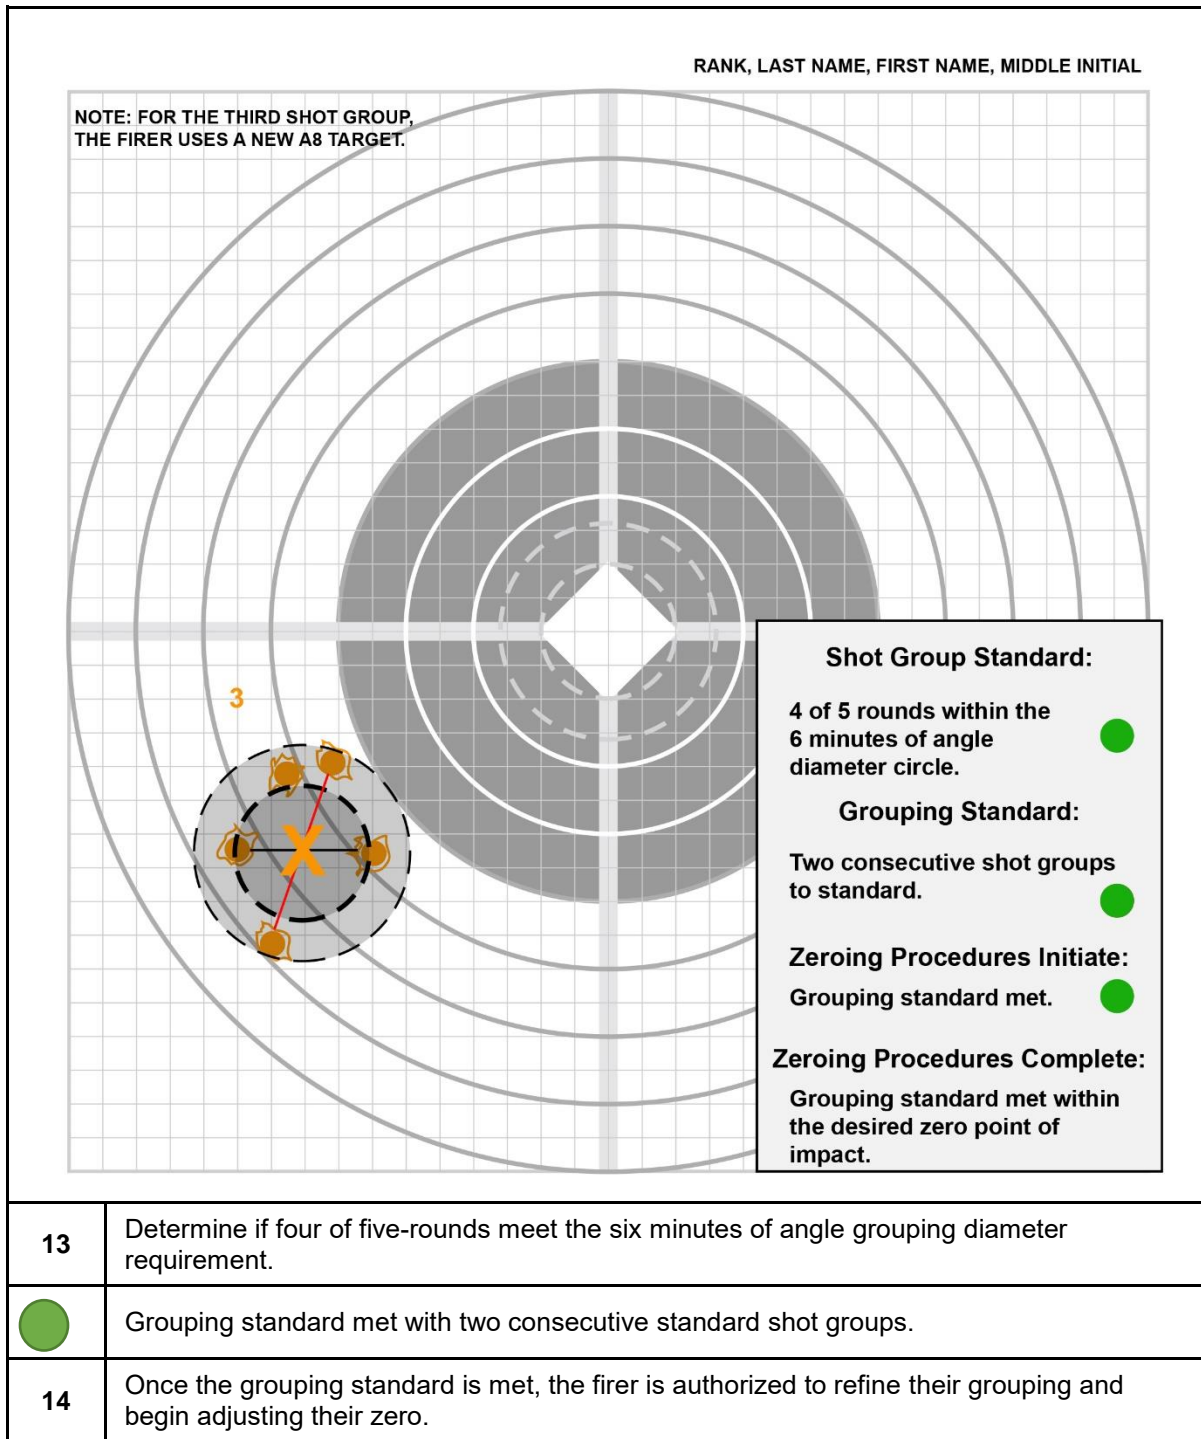 RANK, LAST NAME, FIRST NAME, MIDDLE INITIAL
NOTE: FOR THE THIRD SHOT GROUP,
THE FIRER USES A NEW A8 TARGET.
3
X
Shot Group Standard:
4 of 5 rounds within the
6 minutes of angle
diameter circle.
Grouping Standard:
Two consecutive shot groups
to standard.
Zeroing Procedures Initiate:
Grouping standard met.
Zeroing Procedures Complete:
Grouping standard met within
the desired zero point of
impact.
13
Determine if four of five-rounds meet the six minutes of angle grouping diameter
requirement.
Grouping standard met with two consecutive standard shot groups.
14
Once the grouping standard is met, the firer is authorized to refine their grouping and
begin adjusting their zero.